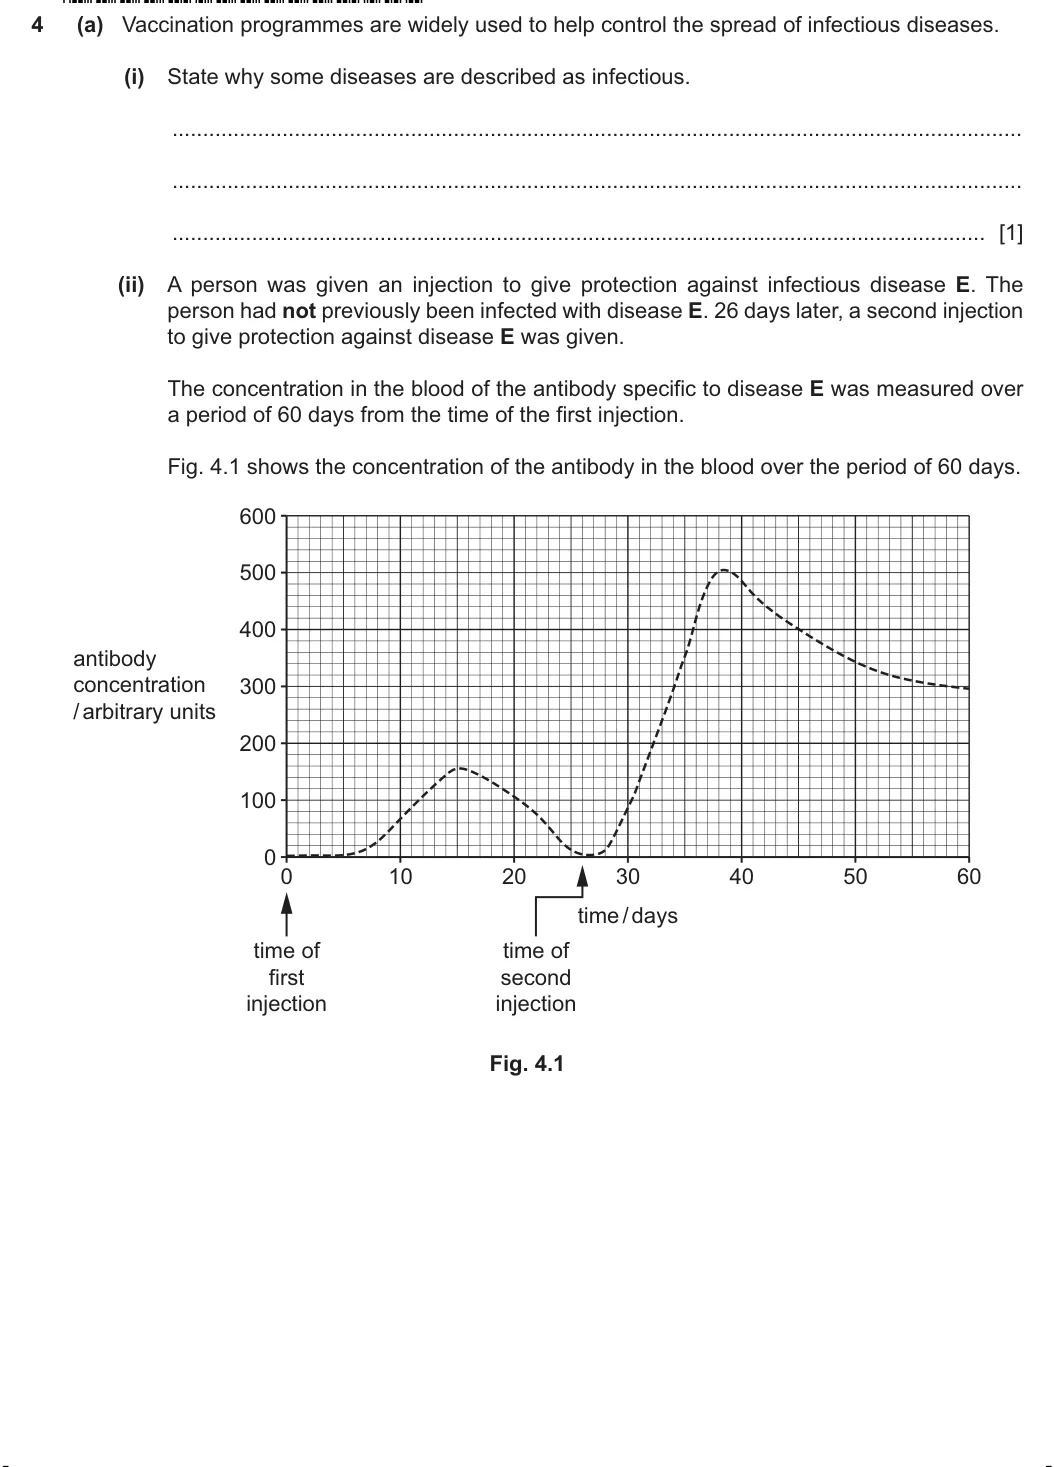 4 (a) Vaccination programmes are widely used to help control the spread of infectious diseases.
(i) State why some diseases are described as infectious.
....................................................................................................................................
....................................................................................................................................
.............................................................................................................................. [1]
(ii) A person was given an injection to give protection against infectious disease E. The
person had not previously been infected with disease E. 26 days later, a second injection
to give protection against disease E was given.
The concentration in the blood of the antibody specific to disease E was measured over
a period of 60 days from the time of the first injection.
Fig. 4.1 shows the concentration of the antibody in the blood over the period of 60 days.
600
500
400
300
200
100
0
antibody
concentration
/ arbitrary units
0 10 20 30 40 50 60
time / days
time of
first
injection
time of
second
injection
Fig. 4.1